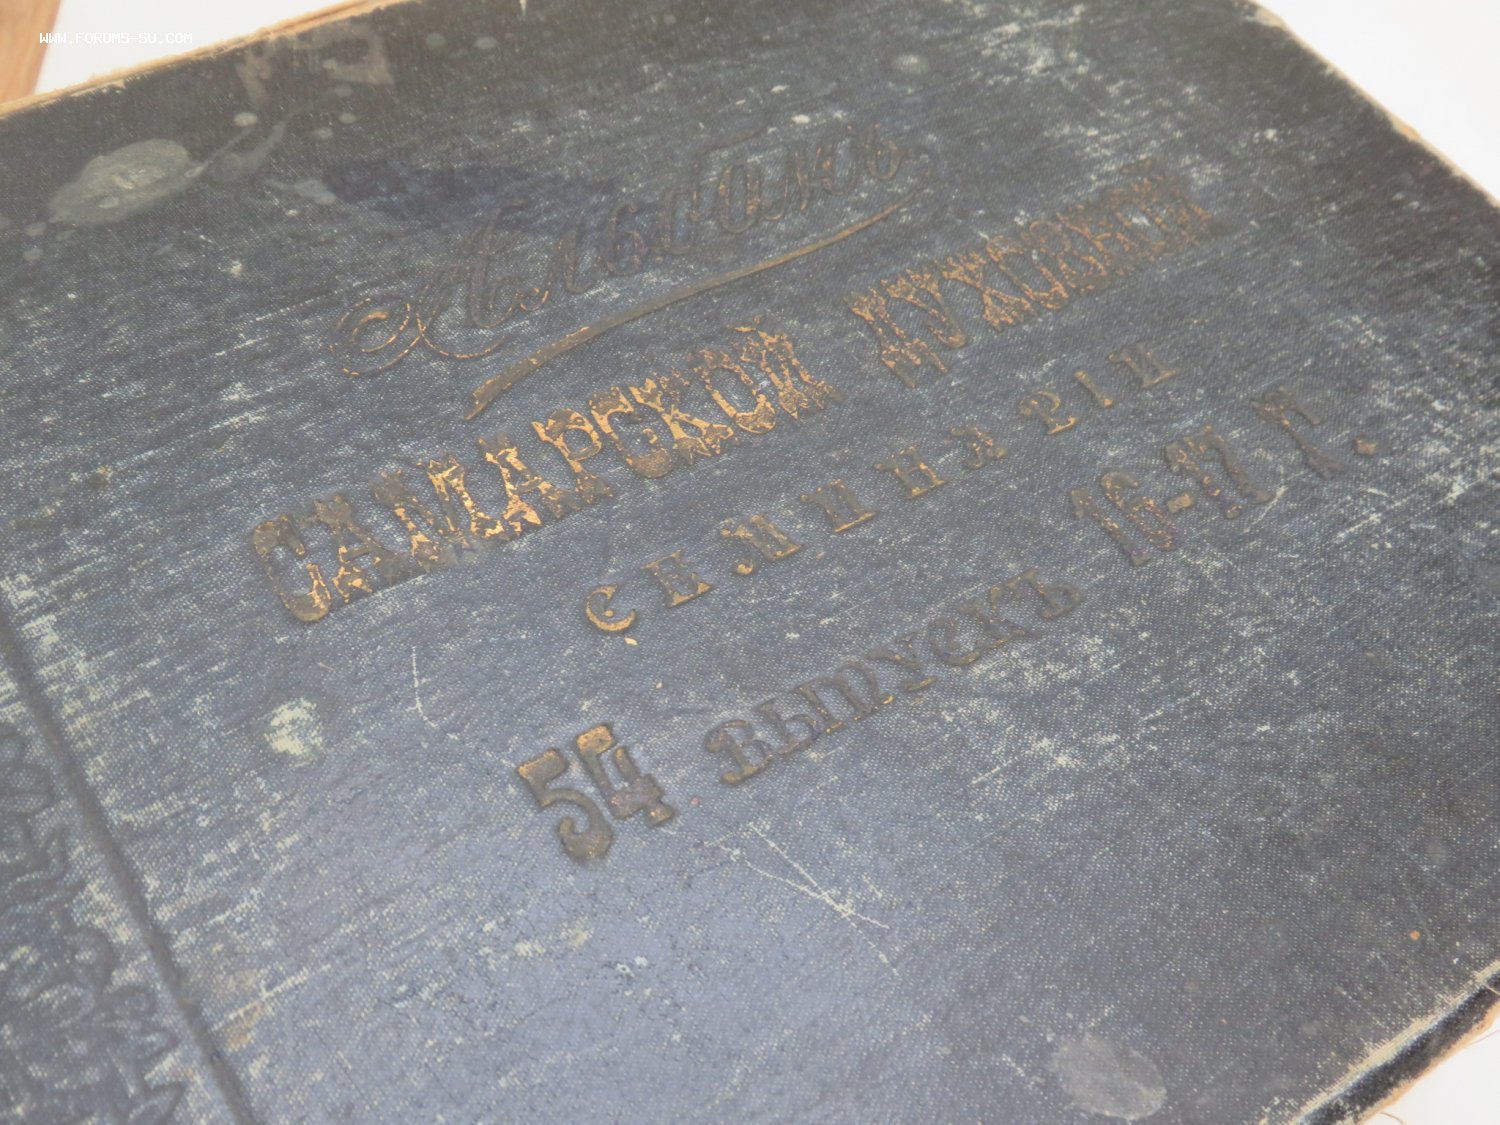 WWW.FORUMS-SU.COM
Альбомъ
САМАРСКОЙ ДУХОВНОЙ
СЕМИНАРІИ
54 ВЫПУСКЪ 16-17 Г.